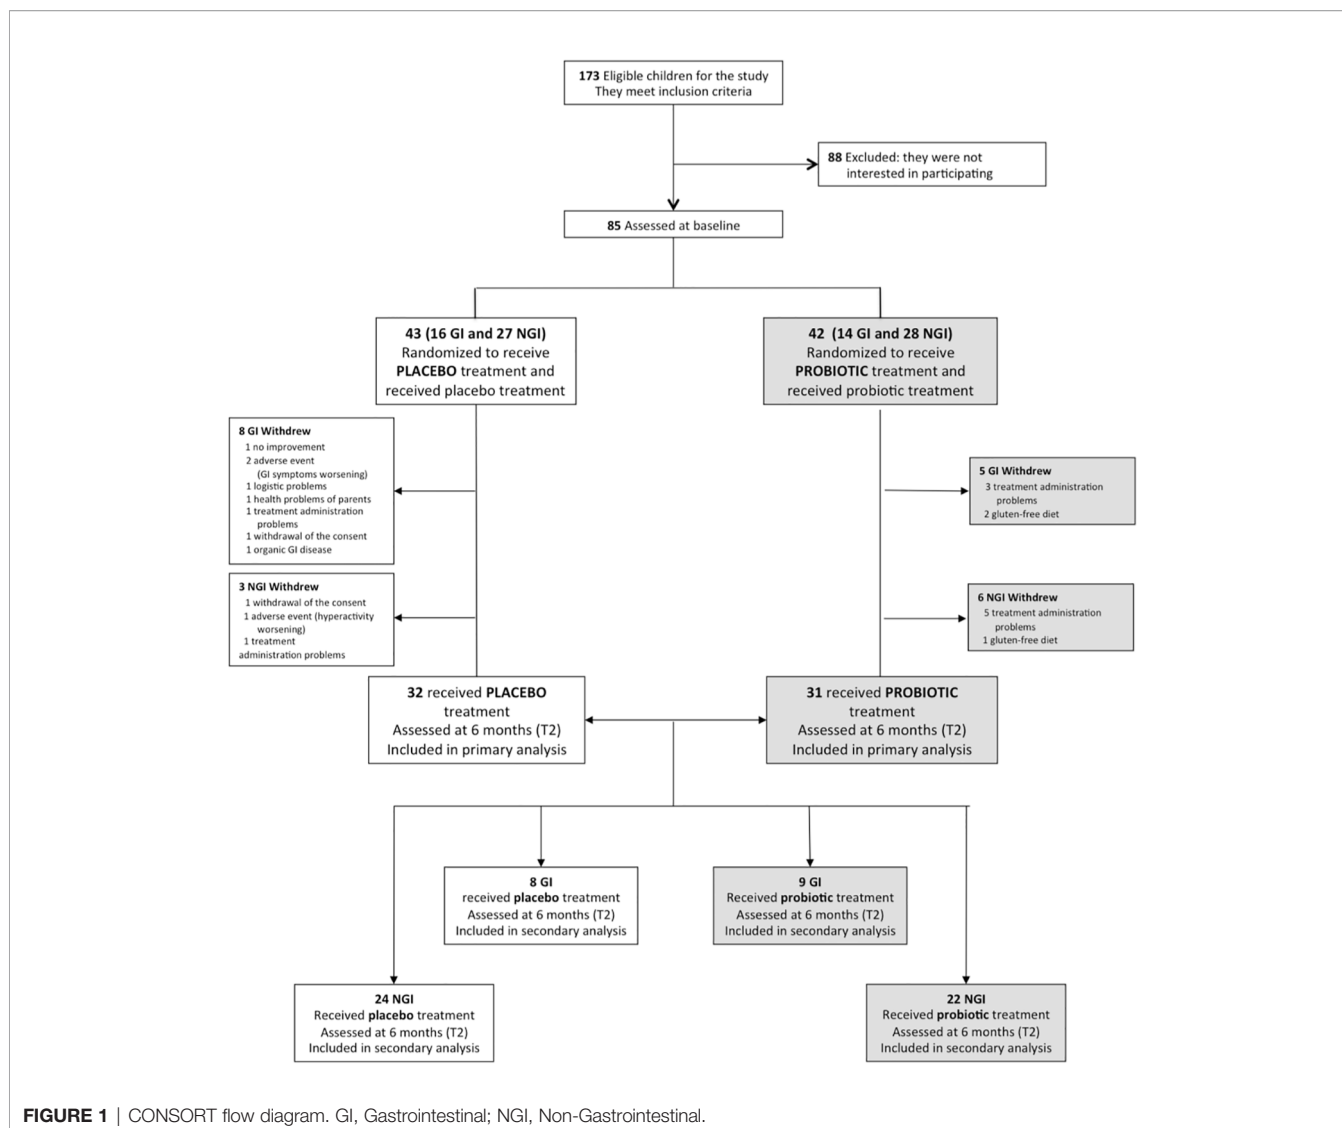 173 Eligible children for the study
They meet inclusion criteria
88 Excluded: they were not
interested in participating
85 Assessed at baseline
43 (16 GI and 27 NGI)
Randomized to receive
PLACEBO treatment and
received placebo treatment
42 (14 GI and 28 NGI)
Randomized to receive
PROBIOTIC treatment and
received probiotic treatment
8 GI Withdrew
1 no improvement
2 adverse event
(GI symptoms worsening)
1 logistic problems
1 health problems of parents
1 treatment administration
problems
1 withdrawal of the consent
1 organic GI disease
5 GI Withdrew
3 treatment administration
problems
2 gluten-free diet
3 NGI Withdrew
1 withdrawal of the consent
1 adverse event (hyperactivity
worsening)
1 treatment
administration problems
6 NGI Withdrew
5 treatment administration
problems
1 gluten-free diet
32 received PLACEBO
treatment
Assessed at 6 months (T2)
Included in primary analysis
31 received PROBIOTIC
treatment
Assessed at 6 months (T2)
Included in primary analysis
8 GI
received placebo treatment
Assessed at 6 months (T2)
Included in secondary analysis
9 GI
Received probiotic treatment
Assessed at 6 months (T2)
Included in secondary analysis
24 NGI
Received placebo treatment
Assessed at 6 months (T2)
Included in secondary analysis
22 NGI
Received probiotic treatment
Assessed at 6 months (T2)
Included in secondary analysis
FIGURE 1 | CONSORT flow diagram. GI, Gastrointestinal; NGI, Non-Gastrointestinal.